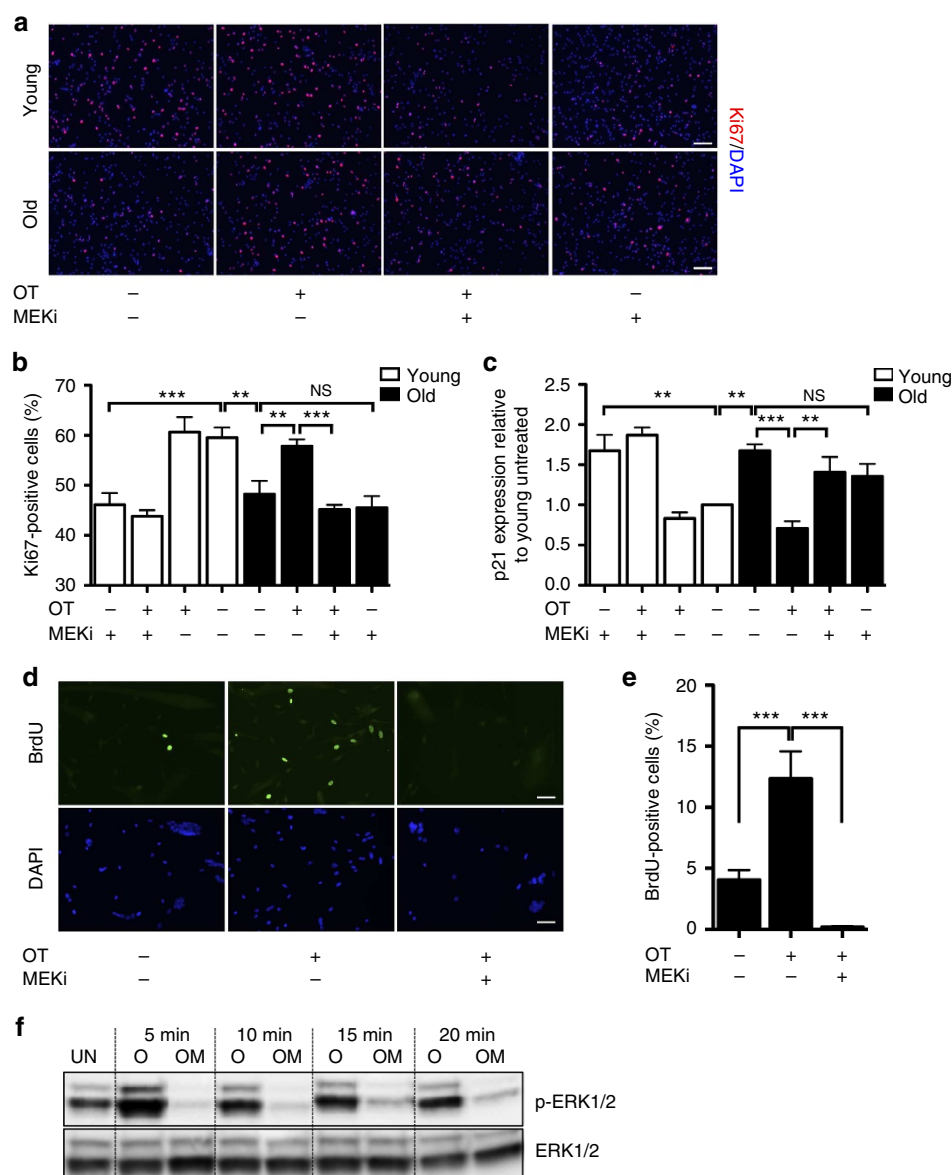 a
Young
Old
Ki67/DAPI
OT – + + –
MEKi – – + +
b
Ki67-positive cells (%)
70
60
50
40
30
*** ** NS
** ***
Young
Old
OT – + + – – + + –
MEKi + + – – – – + +
c
p21 expression relative
to young untreated
2.5
2.0
1.5
1.0
0.5
0.0
** ** NS
*** **
Young
Old
OT – + + – – + + –
MEKi + + – – – – + +
d
BrdU
DAPI
OT – + +
MEKi – – +
e
BrdU-positive cells (%)
20
15
10
5
0
*** ***
OT – + +
MEKi – – +
f
5 min 10 min 15 min 20 min
UN O OM O OM O OM O OM
p-ERK1/2
ERK1/2